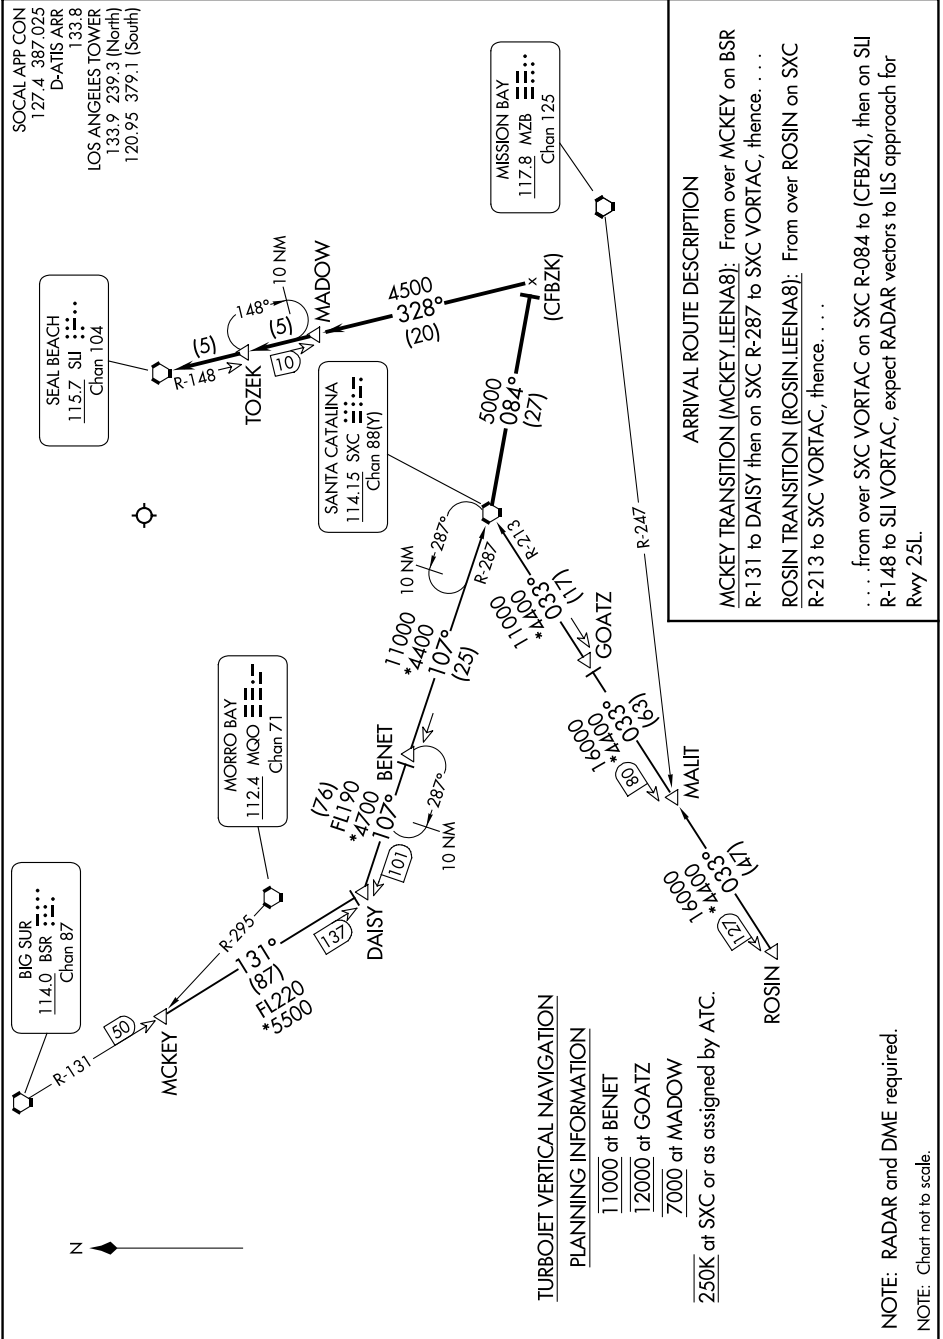 SOCAL APP CON
127.4 387.025
D-ATIS ARR
133.8
LOS ANGELES TOWER
133.9 239.3 (North)
120.95 379.1 (South)
BIG SUR
114.0 BSR
Chan 87
R-131
50
MCKEY
MORRO BAY
112.4 MQO
Chan 71
R-295
131°
(87)
FL220
*5500
137
DAISY
101
(76)
FL190
*4700
107°
BENET
287°
10 NM
11000
*4400
107°
(25)
10 NM
287°
R-287
SANTA CATALINA
114.15 SXC
Chan 88(Y)
SEAL BEACH
115.7 SLI
Chan 104
(5)
R-148
TOZEK
148°
10 NM
(5)
10
MADOW
4500
328°
(20)
5000
084°
(27)
(CFBZK)
MISSION BAY
117.8 MZB
Chan 125
R-247
R-213
11000
*4400
033°
(17)
GOATZ
16000
*4400
033°
(63)
80
MALIT
16000
*4400
033°
(47)
127
ROSIN
N
TURBOJET VERTICAL NAVIGATION
PLANNING INFORMATION
11000 at BENET
12000 at GOATZ
7000 at MADOW
250K at SXC or as assigned by ATC.
ARRIVAL ROUTE DESCRIPTION
MCKEY TRANSITION (MCKEY.LEENA8): From over MCKEY on BSR
R-131 to DAISY then on SXC R-287 to SXC VORTAC, thence. . . .
ROSIN TRANSITION (ROSIN.LEENA8): From over ROSIN on SXC
R-213 to SXC VORTAC, thence. . . .
. . . .from over SXC VORTAC on SXC R-084 to (CFBZK), then on SLI
R-148 to SLI VORTAC, expect RADAR vectors to ILS approach for
Rwy 25L.
NOTE: RADAR and DME required.
NOTE: Chart not to scale.